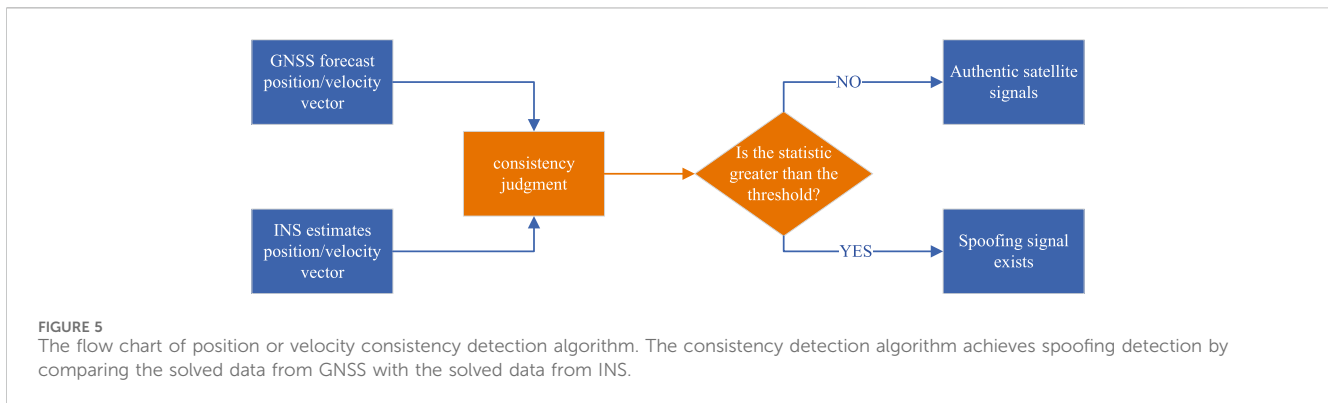 GNSS forecast
position/velocity
vector
INS estimates
position/velocity
vector
consistency
judgment
Is the statistic
greater than the
threshold?
NO
YES
Authentic satellite
signals
Spoofing signal
exists
FIGURE 5
The flow chart of position or velocity consistency detection algorithm. The consistency detection algorithm achieves spoofing detection by
comparing the solved data from GNSS with the solved data from INS.